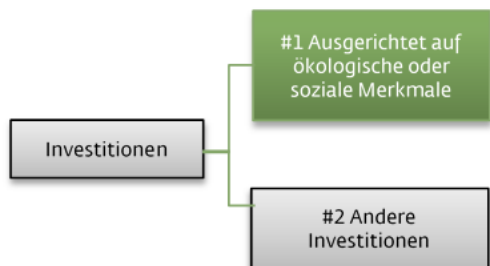 #1 Ausgerichtet auf
ökologische oder
soziale Merkmale
Investitionen
#2 Andere
Investitionen